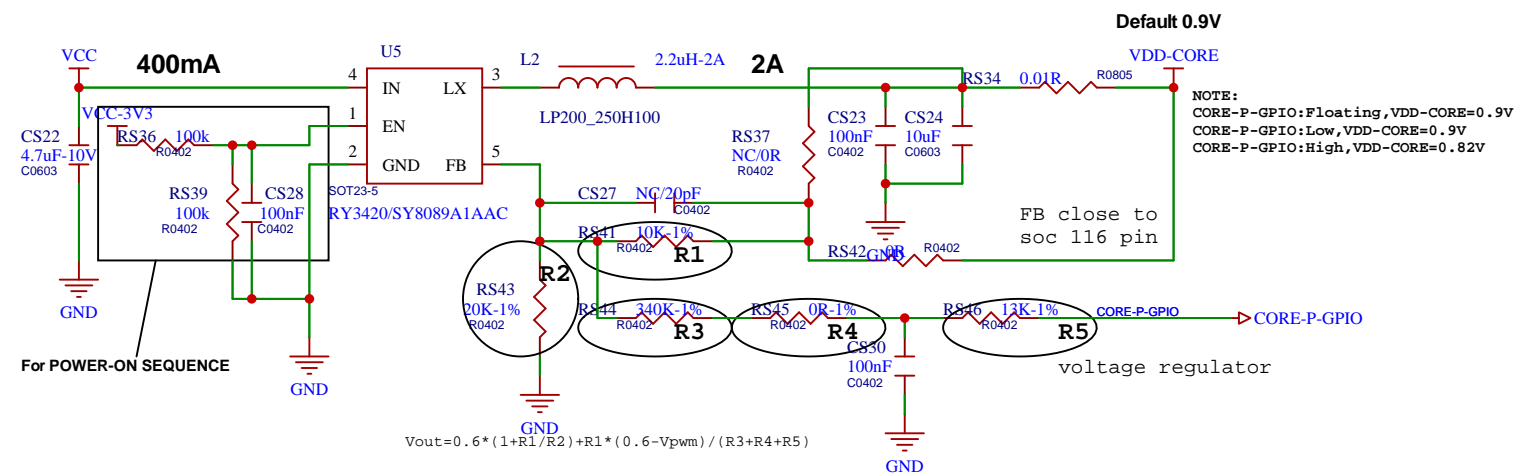 Default 0.9V
VCC
400mA
U5
L2
2.2uH-2A
2A
VDD-CORE
4
IN
LX
3
RS34
0.01R
R0805
NOTE:
CORE-P-GPIO:Floating,VDD-CORE=0.9V
CORE-P-GPIO:Low,VDD-CORE=0.9V
CORE-P-GPIO:High,VDD-CORE=0.82V
VCC-3V3
LP200_250H100
CS22
4.7uF-10V
C0603
RS36
100k
R0402
1
EN
RS37
NC/0R
R0402
CS23
100nF
C0402
CS24
10uF
C0603
2
GND
FB
5
SOT23-5
RY3420/SY8089A1AAC
RS39
100k
R0402
CS28
100nF
C0402
CS27
NC/20pF
C0402
FB close to
soc 116 pin
GND
RS41
10K-1%
R0402
R1
RS42
0R
R0402
RS43
20K-1%
R0402
R2
GND
RS44
340K-1%
R0402
R3
RS45
0R-1%
R0402
R4
RS46
13K-1%
R0402
R5
CORE-P-GPIO
CORE-P-GPIO
CS30
100nF
C0402
voltage regulator
For POWER-ON SEQUENCE
GND
GND
Vout=0.6*(1+R1/R2)+R1*(0.6-Vpwm)/(R3+R4+R5)
GND